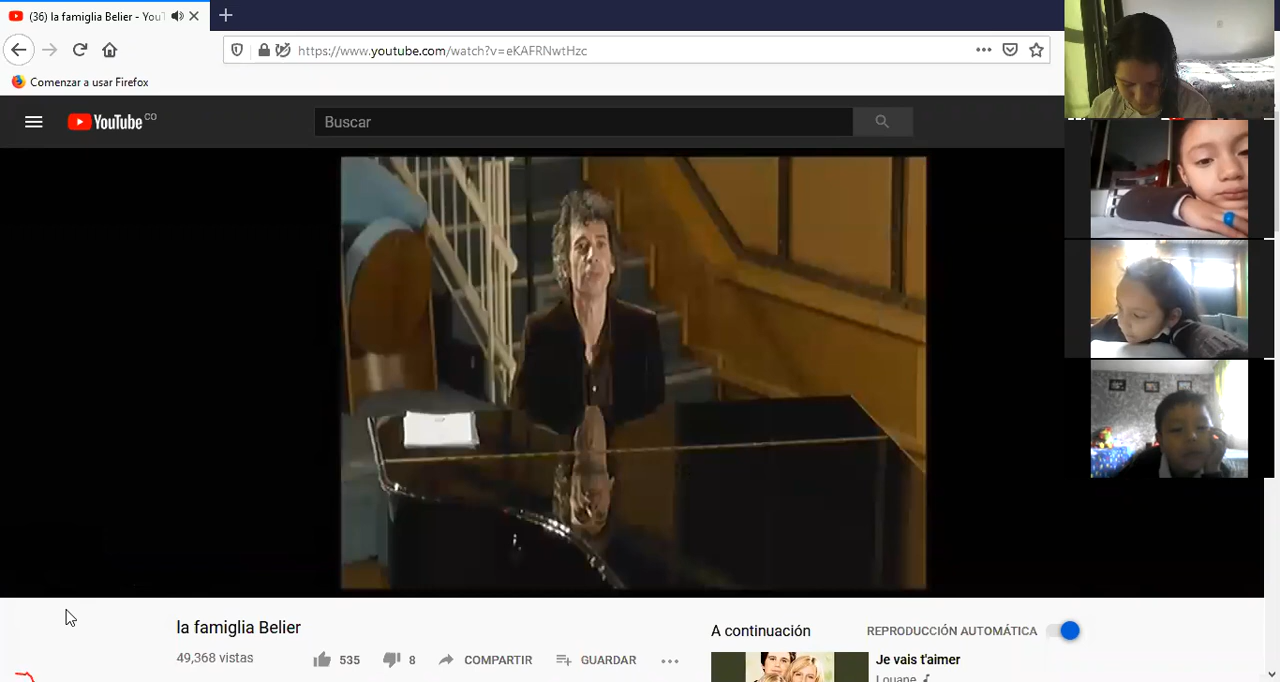 (36) la famiglia Belier - YouT
https://www.youtube.com/watch?v=eKAFRNwtHzc
Comenzar a usar Firefox
YouTube CO
Buscar
la famiglia Belier
49,368 vistas
535
8
COMPARTIR
GUARDAR
A continuación
REPRODUCCIÓN AUTOMÁTICA
Je vais t'aimer
Louane